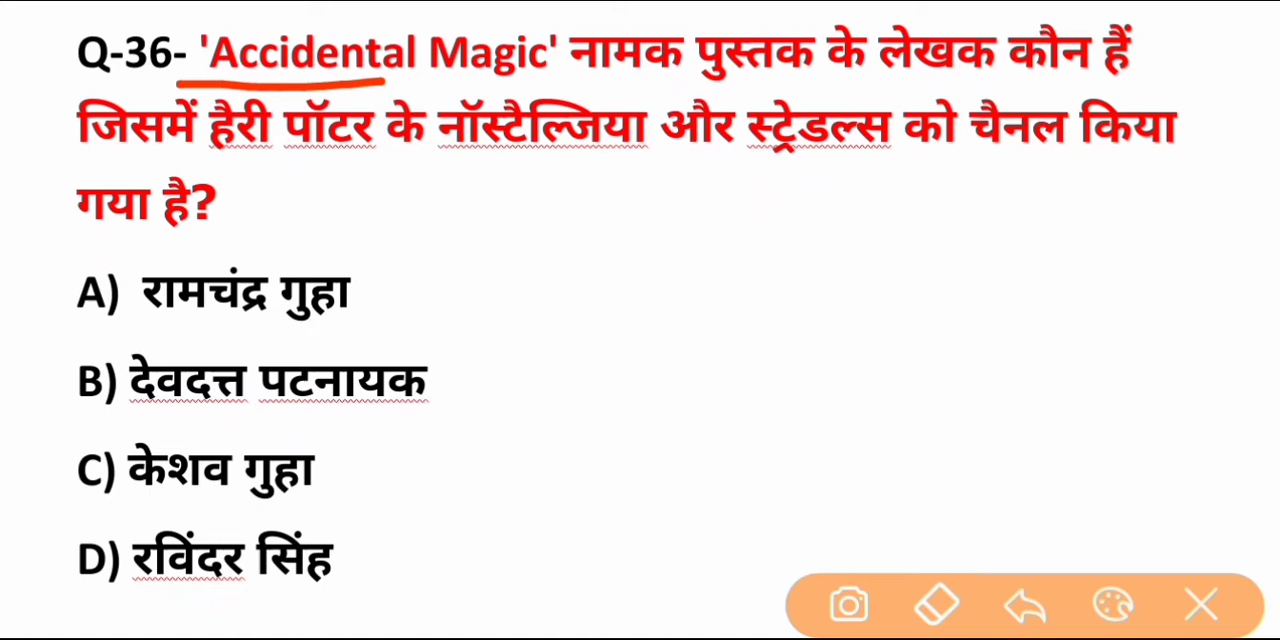 Q-36- 'Accidental Magic' नामक पुस्तक के लेखक कौन हैं
जिसमें हैरी पॉटर के नॉस्टैल्जिया और स्ट्रेडल्स को चैनल किया
गया है?
A) रामचंद्र गुहा
B) देवदत्त पटनायक
C) केशव गुहा
D) रविंदर सिंह